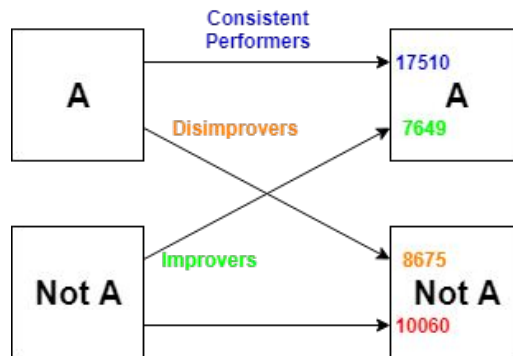 Consistent
Performers
17510
A
A
Disimprovers
7649
Improvers
8675
Not A
Not A
10060